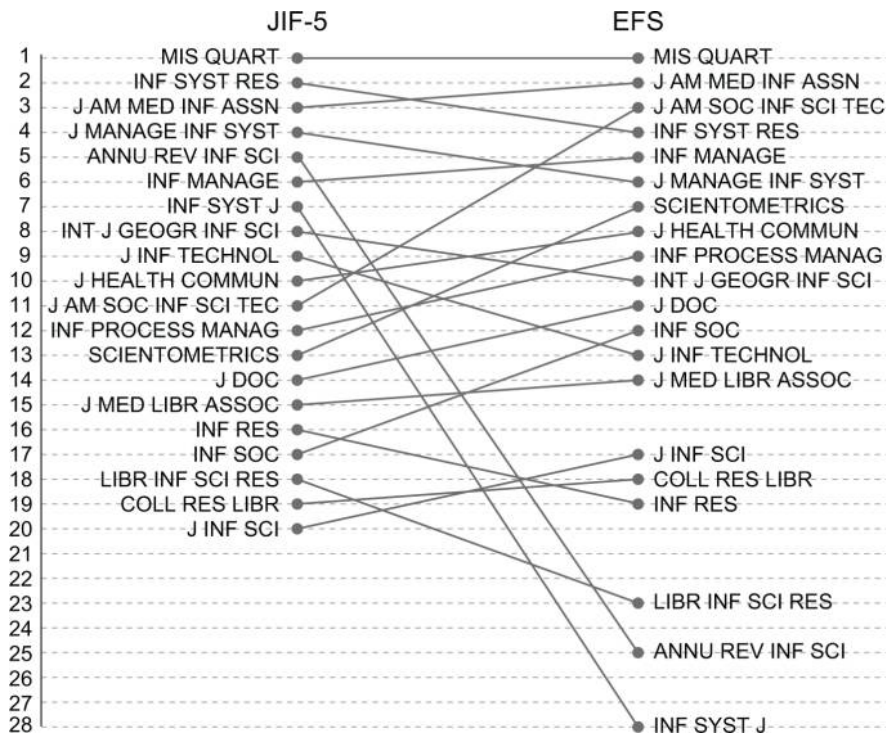 JIF-5 EFS
1 MIS QUART MIS QUART
2 INF SYST RES J AM MED INF ASSN
3 J AM MED INF ASSN J AM SOC INF SCI TEC
4 J MANAGE INF SYST INF SYST RES
5 ANNU REV INF SCI INF MANAGE
6 INF MANAGE J MANAGE INF SYST
7 INF SYST J SCIENTOMETRICS
8 INT J GEOGR INF SCI J HEALTH COMMUN
9 J INF TECHNOL INF PROCESS MANAG
10 J HEALTH COMMUN INT J GEOGR INF SCI
11 J AM SOC INF SCI TEC J DOC
12 INF PROCESS MANAG INF SOC
13 SCIENTOMETRICS J INF TECHNOL
14 J DOC J MED LIBR ASSOC
15 J MED LIBR ASSOC
16 INF RES
17 INF SOC J INF SCI
18 LIBR INF SCI RES COLL RES LIBR
19 COLL RES LIBR INF RES
20 J INF SCI
21
22
23 LIBR INF SCI RES
24
25 ANNU REV INF SCI
26
27
28 INF SYST J